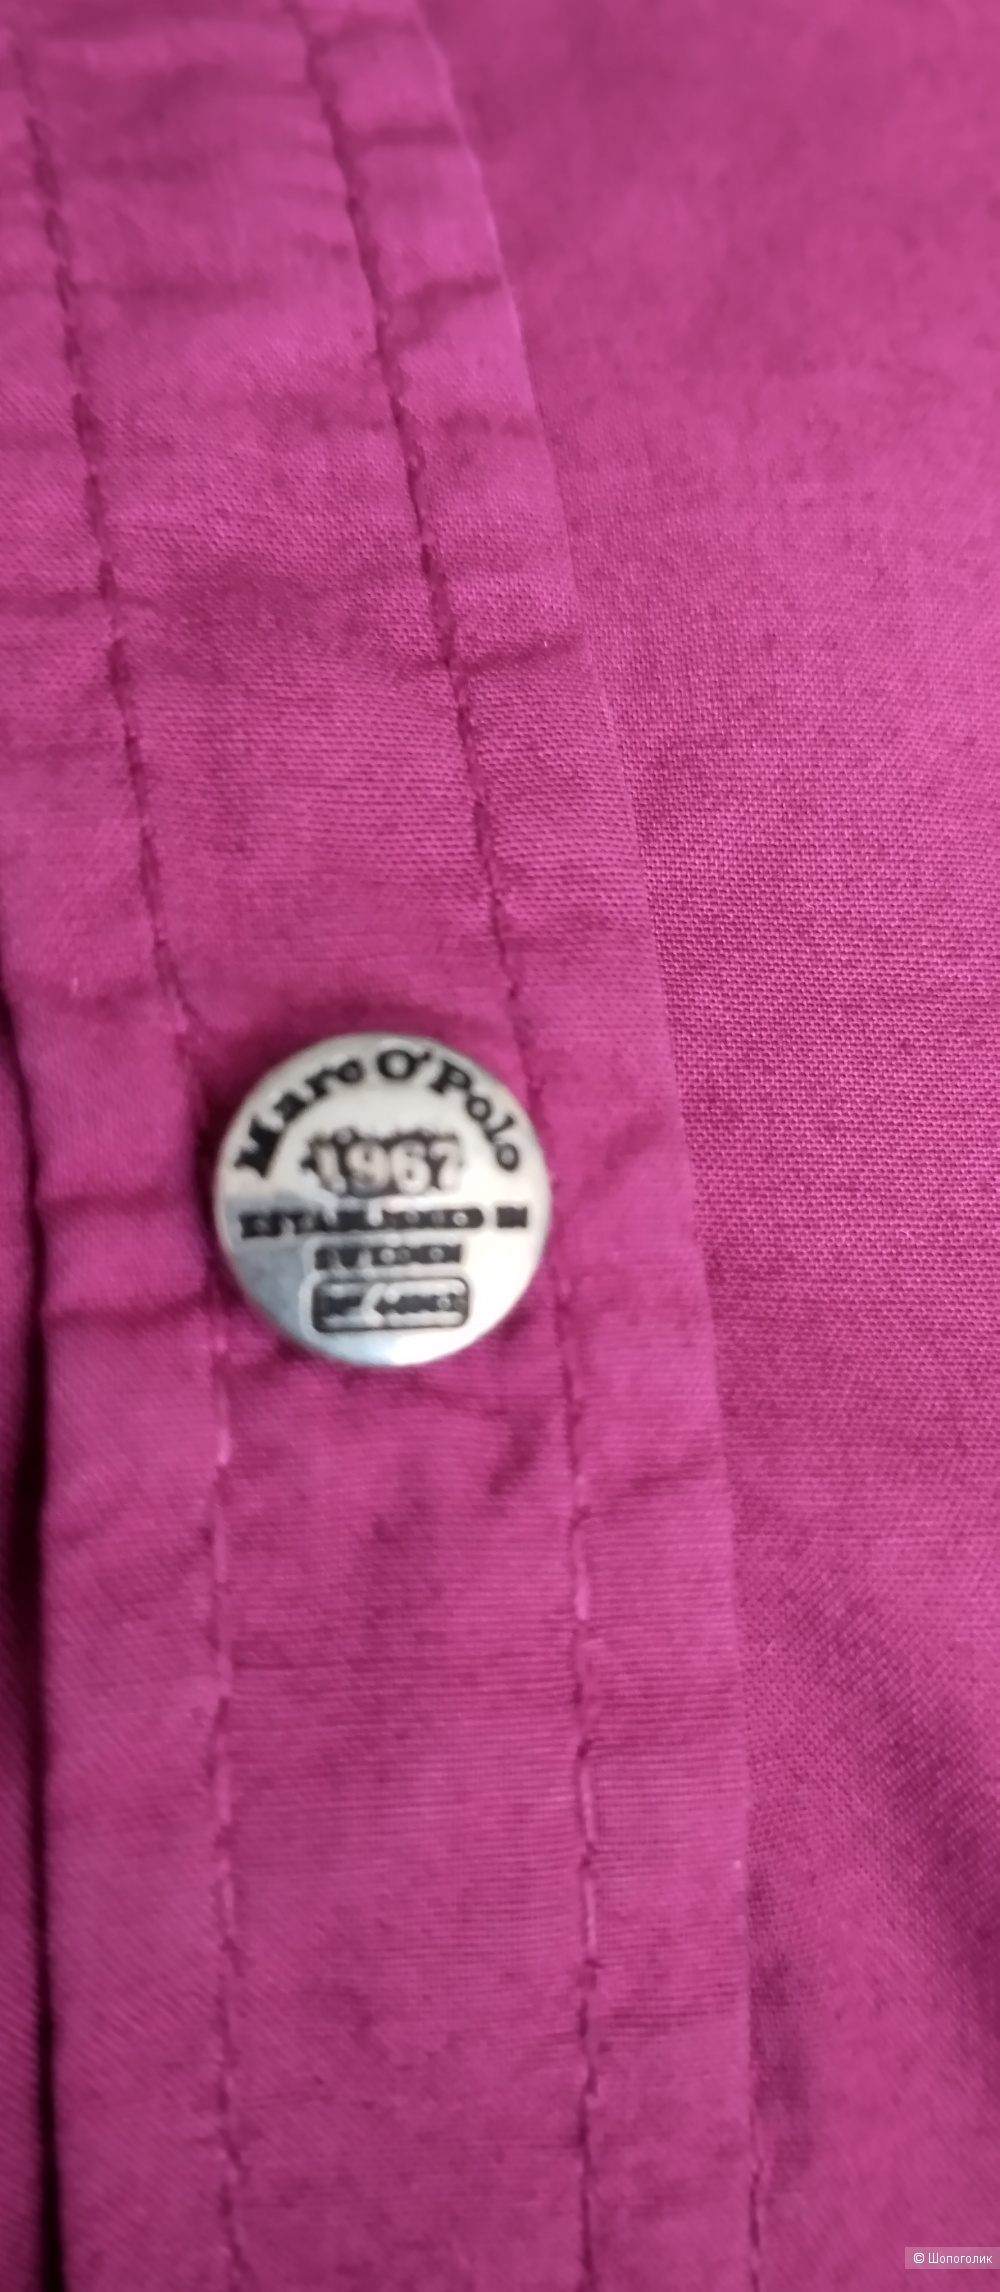 Marc O'Polo
1967
ESTABLISHED IN
SWEDEN
© Шопоголик